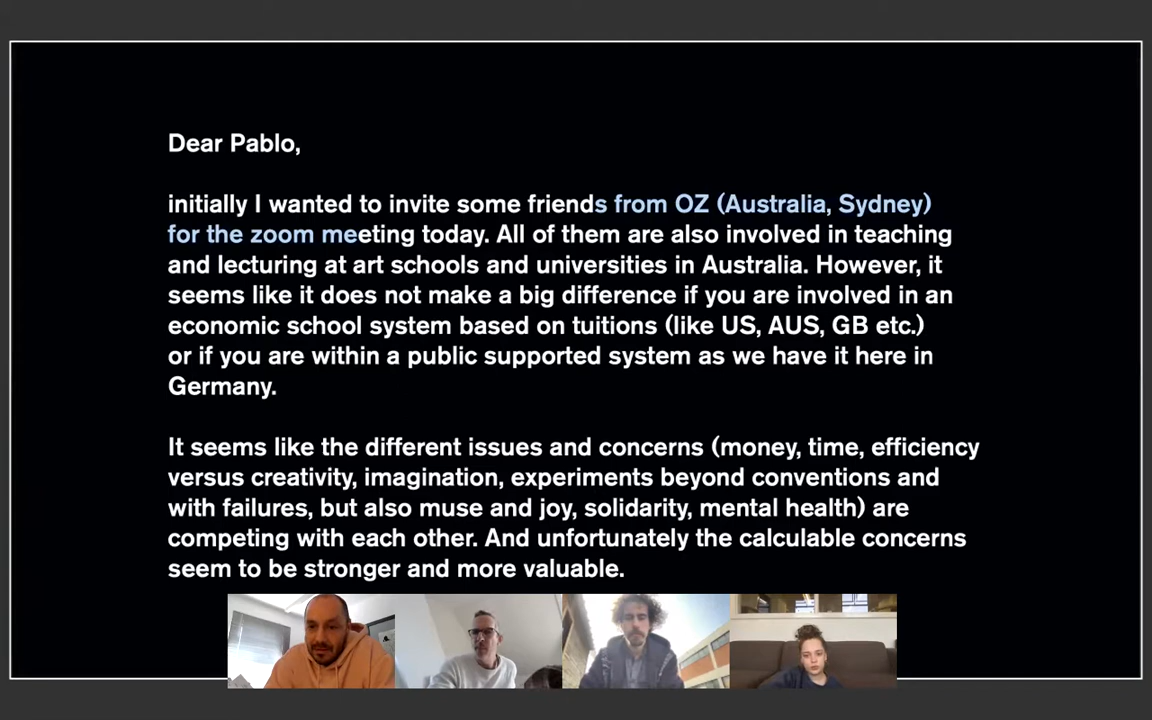 Dear Pablo,
initially I wanted to invite some friends from OZ (Australia, Sydney)
for the zoom meeting today. All of them are also involved in teaching
and lecturing at art schools and universities in Australia. However, it
seems like it does not make a big difference if you are involved in an
economic school system based on tuitions (like US, AUS, GB etc.)
or if you are within a public supported system as we have it here in
Germany.
It seems like the different issues and concerns (money, time, efficiency
versus creativity, imagination, experiments beyond conventions and
with failures, but also muse and joy, solidarity, mental health) are
competing with each other. And unfortunately the calculable concerns
seem to be stronger and more valuable.